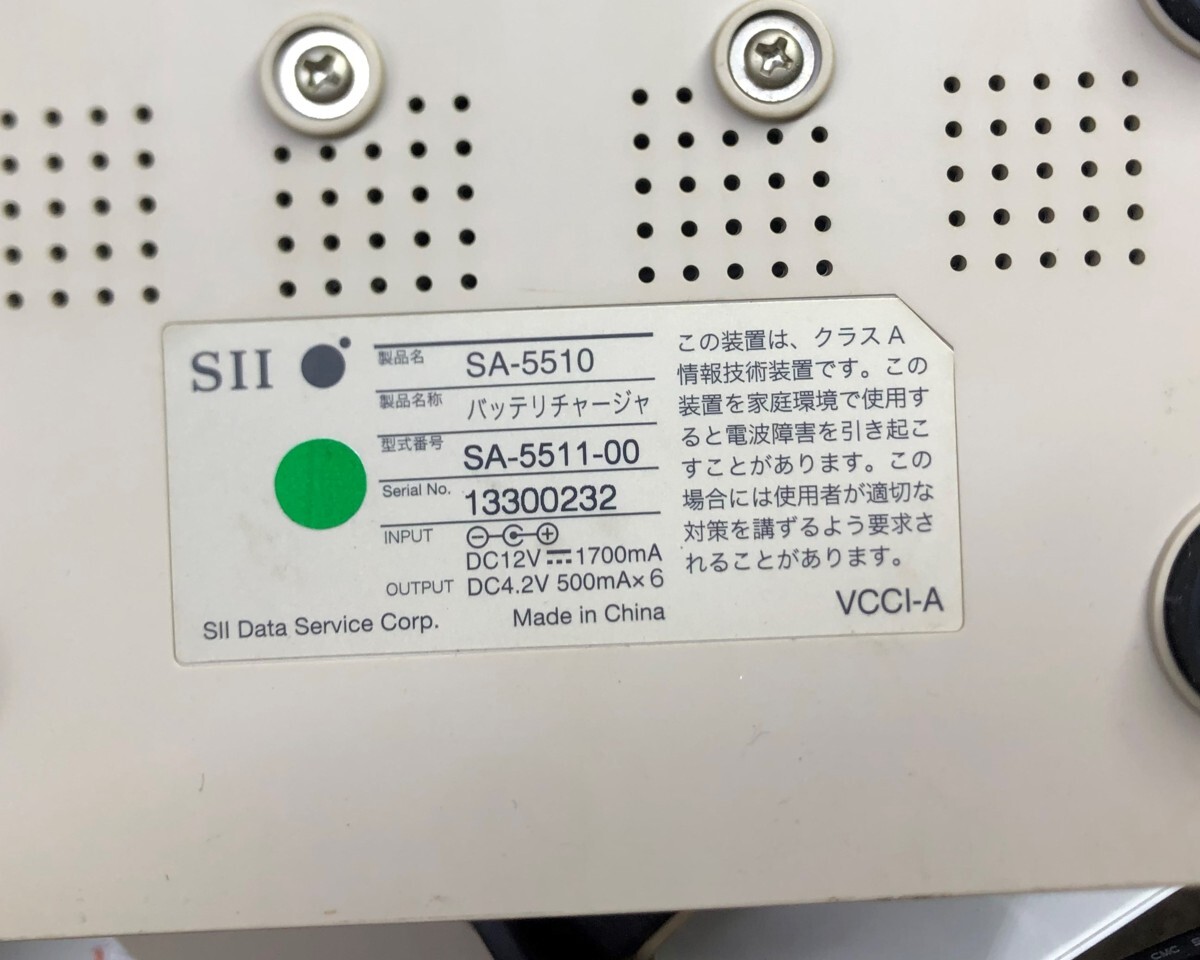 SII
製品名 SA-5510
製品名称 バッテリチャージャ
型式番号 SA-5511-00
Serial No. 13300232
INPUT
DC12V⎓1700mA
OUTPUT DC4.2V 500mA×6
SII Data Service Corp. Made in China
この装置は、クラスA
情報技術装置です。この
装置を家庭環境で使用す
ると電波障害を引き起こ
すことがあります。この
場合には使用者が適切な
対策を講ずるよう要求さ
れることがあります。
VCCI-A